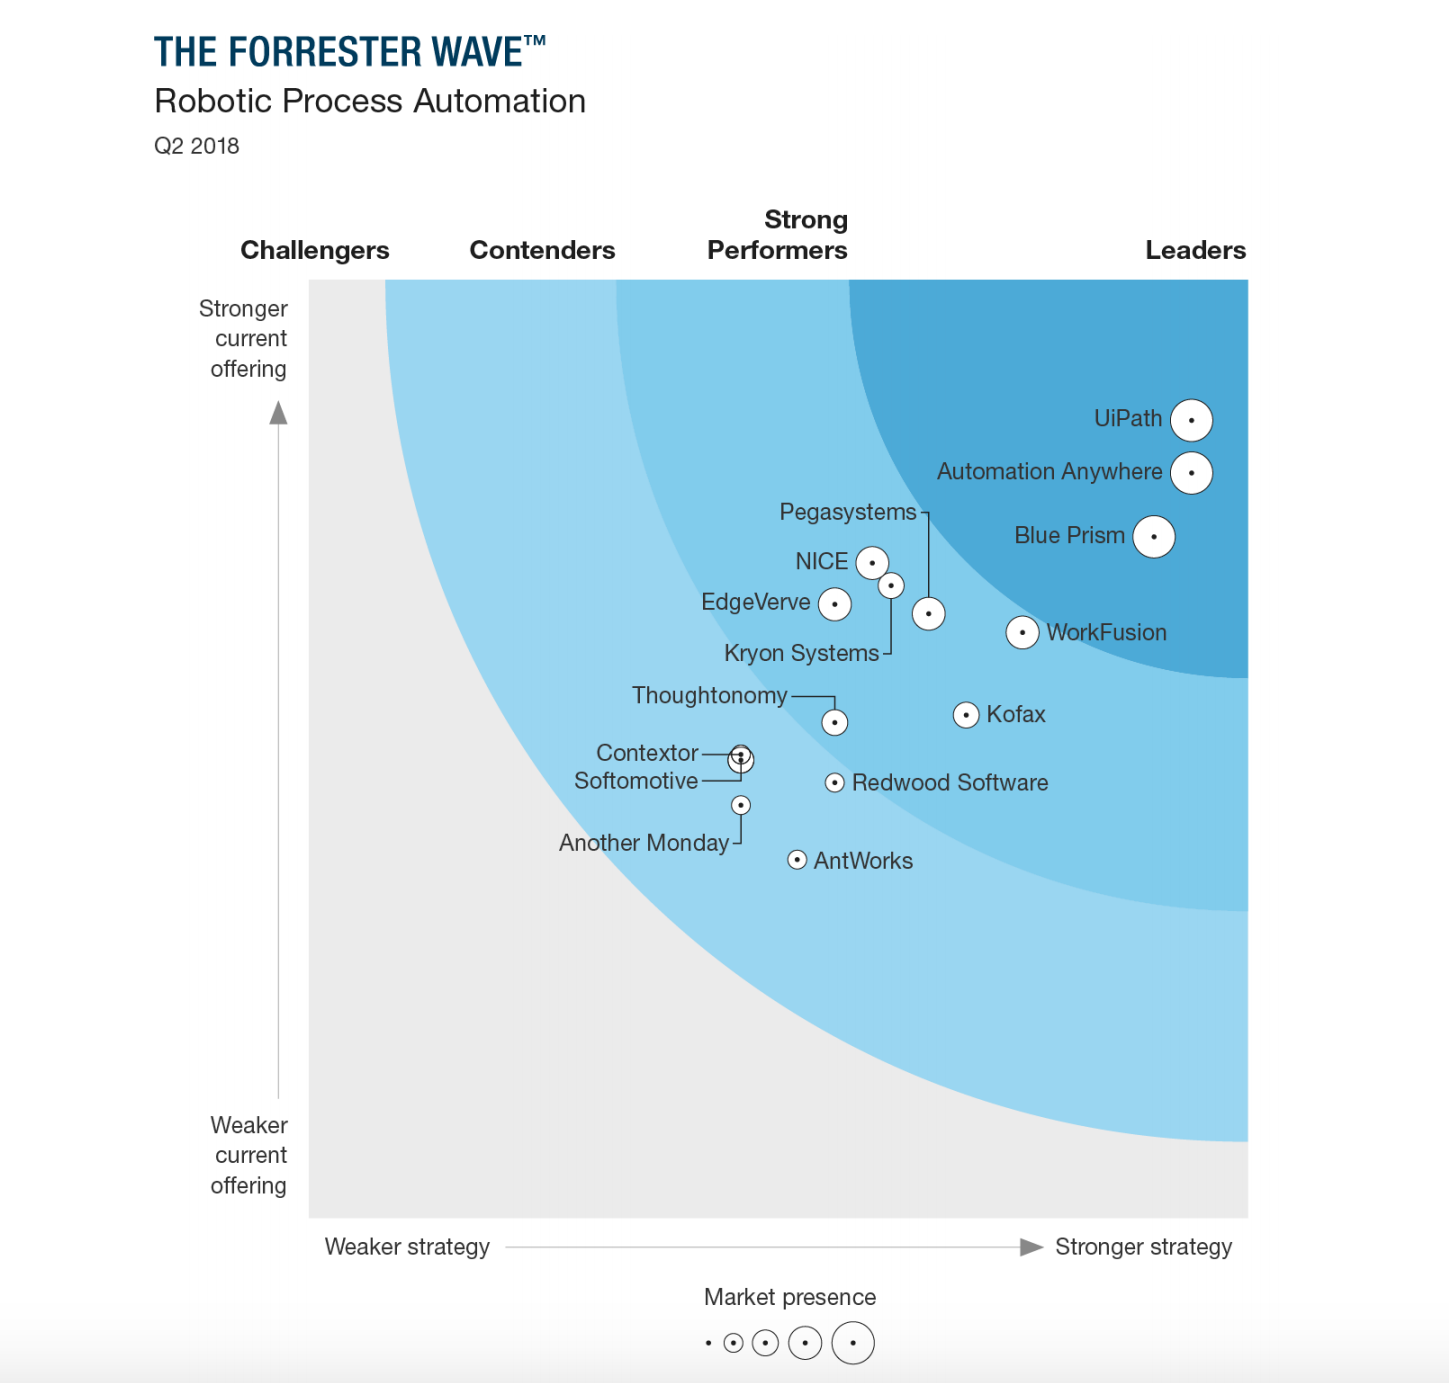 THE FORRESTER WAVE™
Robotic Process Automation
Q2 2018
Strong
Challengers Contenders Performers Leaders
Stronger
current
offering
UiPath
Automation Anywhere
Pegasystems
Blue Prism
NICE
EdgeVerve
WorkFusion
Kryon Systems
Thoughtonomy
Kofax
Contextor
Softomotive
Redwood Software
Another Monday
AntWorks
Weaker
current
offering
Weaker strategy Stronger strategy
Market presence